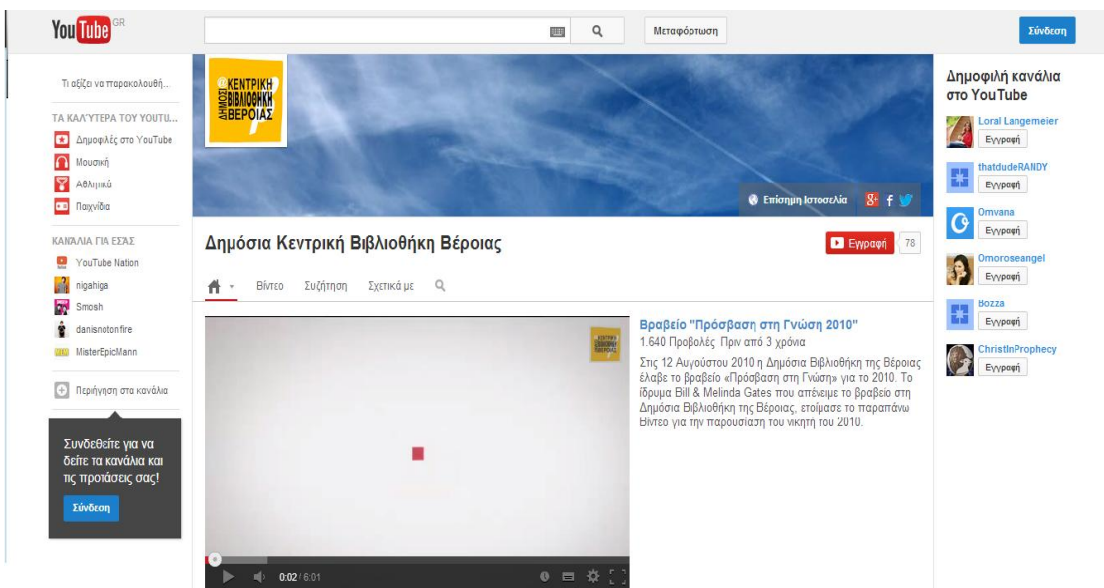 You Tube GR
Μεταφόρτωση
Σύνδεση
Τι αξίζει να παρακολουθή...
ΤΑ ΚΑΛΎΤΕΡΑ ΤΟΥ YOUTU...
Δημοφιλές στο YouTube
Μουσική
Αθλητικά
Παιχνίδια
ΚΑΝΆΛΙΑ ΓΙΑ ΕΣΆΣ
YouTube Nation
nigahiga
Smosh
danisnotonfire
MisterEpicMann
Περιήγηση στα κανάλια
Συνδεθείτε για να
δείτε τα κανάλια και
τις προτάσεις σας!
Σύνδεση
@ΚΕΝΤΡΙΚΗ
ΒΙΒΛΙΟΘΗΚΗ
ΒΕΡΟΙΑΣ
ΔΗΜΟΣΙΑ
Επίσημη Ιστοσελία
Δημόσια Κεντρική Βιβλιοθήκη Βέροιας
Εγγραφή 78
Βίντεο Συζήτηση Σχετικά με
0:02 / 6:01
Βραβείο "Πρόσβαση στη Γνώση 2010"
1.640 Προβολές Πριν από 3 χρόνια
Στις 12 Αυγούστου 2010 η Δημόσια Βιβλιοθήκη της Βέροιας
έλαβε το βραβείο «Πρόσβαση στη Γνώση» για το 2010. Το
ίδρυμα Bill & Melinda Gates που απένειμε το βραβείο στη
Δημόσια Βιβλιοθήκη της Βέροιας, ετοίμασε το παραπάνω
Βίντεο για την παρουσίαση του νικητή του 2010.
Δημοφιλή κανάλια
στο YouTube
Loral Langemeier
Εγγραφή
thatdudeRANDY
Εγγραφή
Omvana
Εγγραφή
Omoroseangel
Εγγραφή
Bozza
Εγγραφή
ChristInProphecy
Εγγραφή